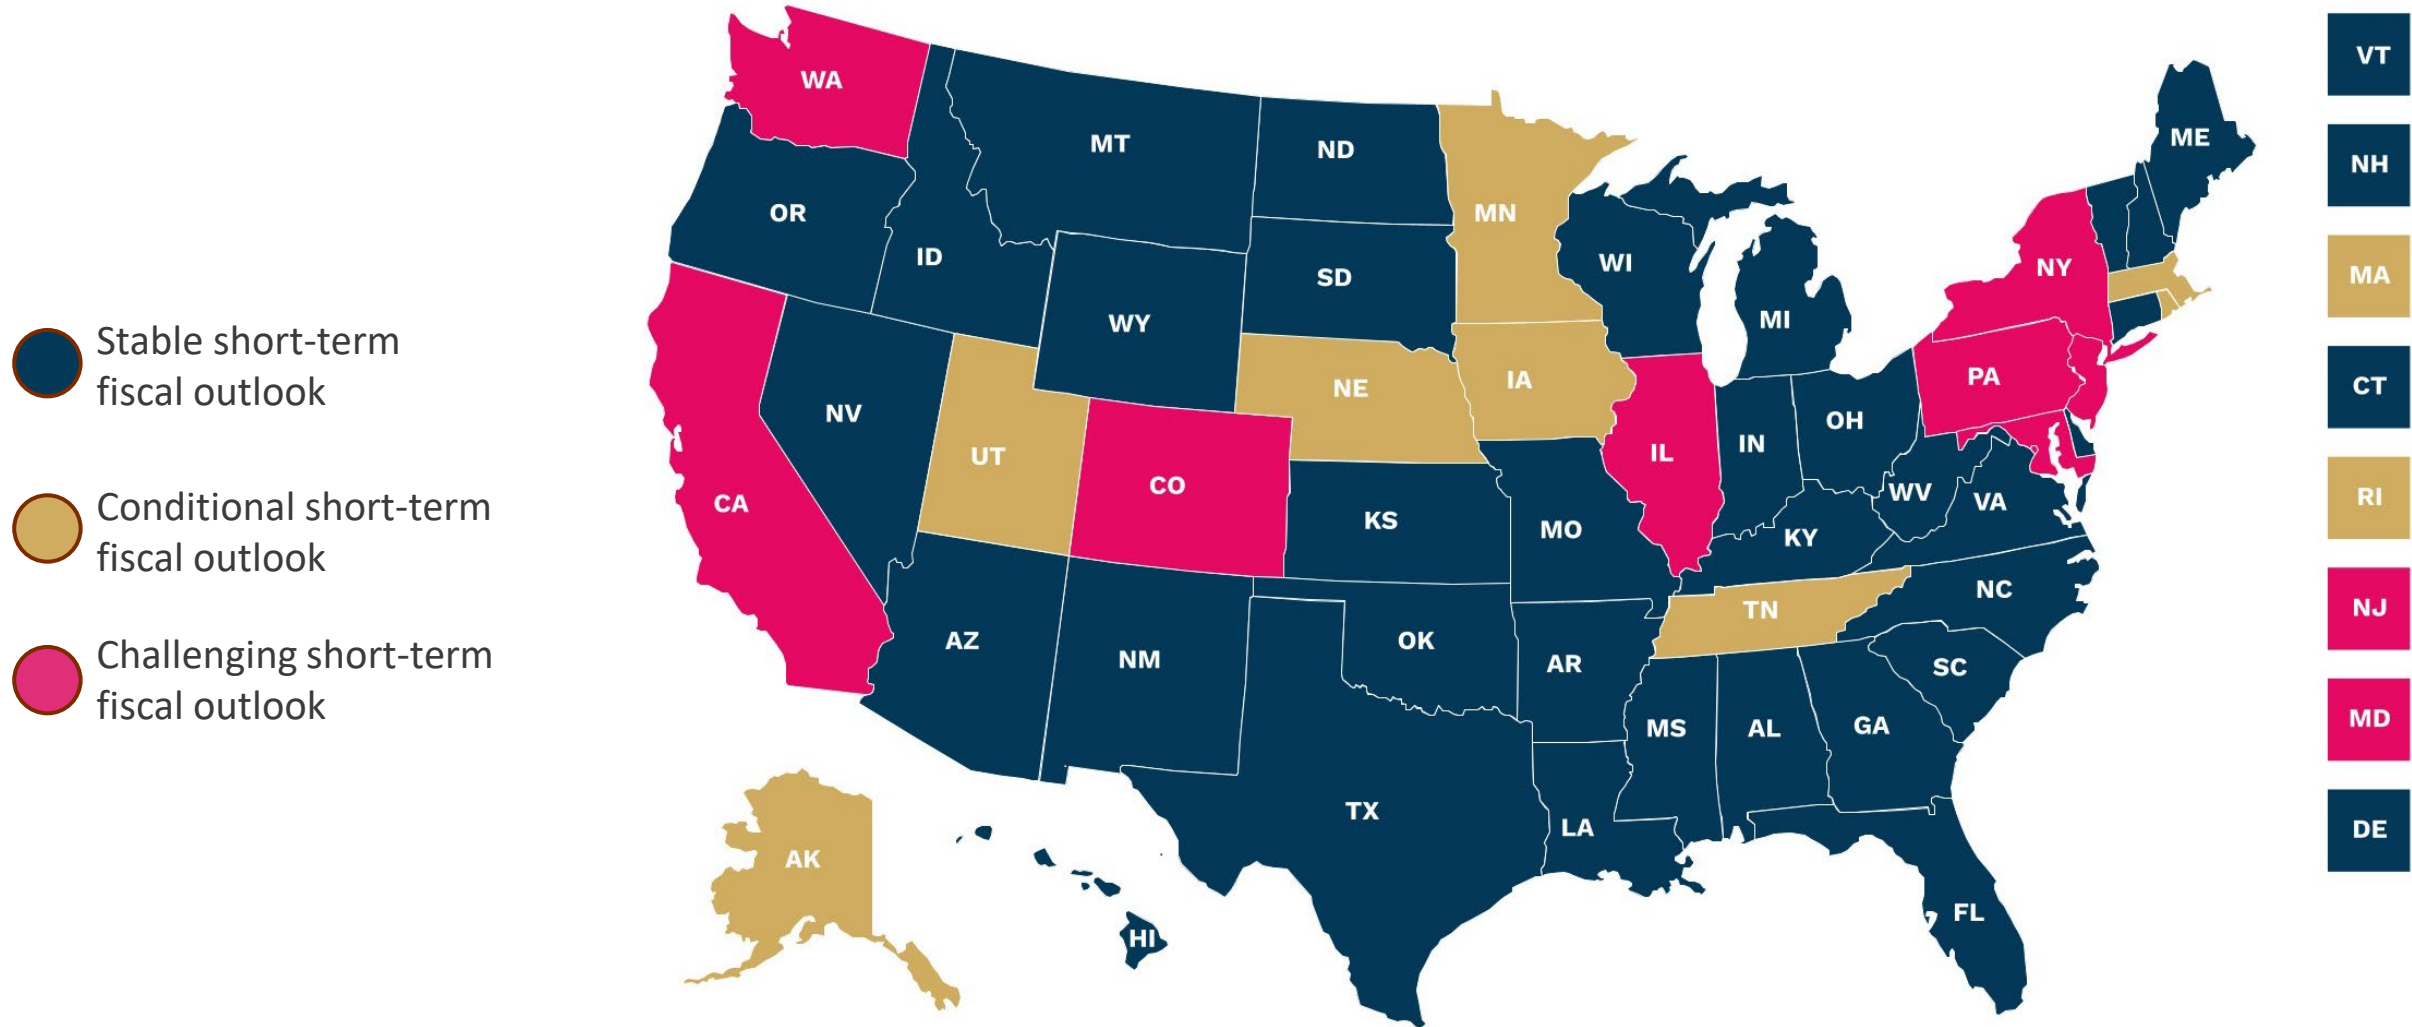 Stable short-term
fiscal outlook
Conditional short-term
fiscal outlook
Challenging short-term
fiscal outlook
WA
OR
CA
ID
NV
MT
WY
UT
CO
AZ
NM
ND
SD
NE
KS
OK
TX
MN
IA
MO
AR
LA
WI
IL
MI
IN
OH
KY
TN
MS
AL
GA
WV
VA
NC
SC
FL
PA
NY
ME
AK
HI
VT
NH
MA
CT
RI
NJ
MD
DE